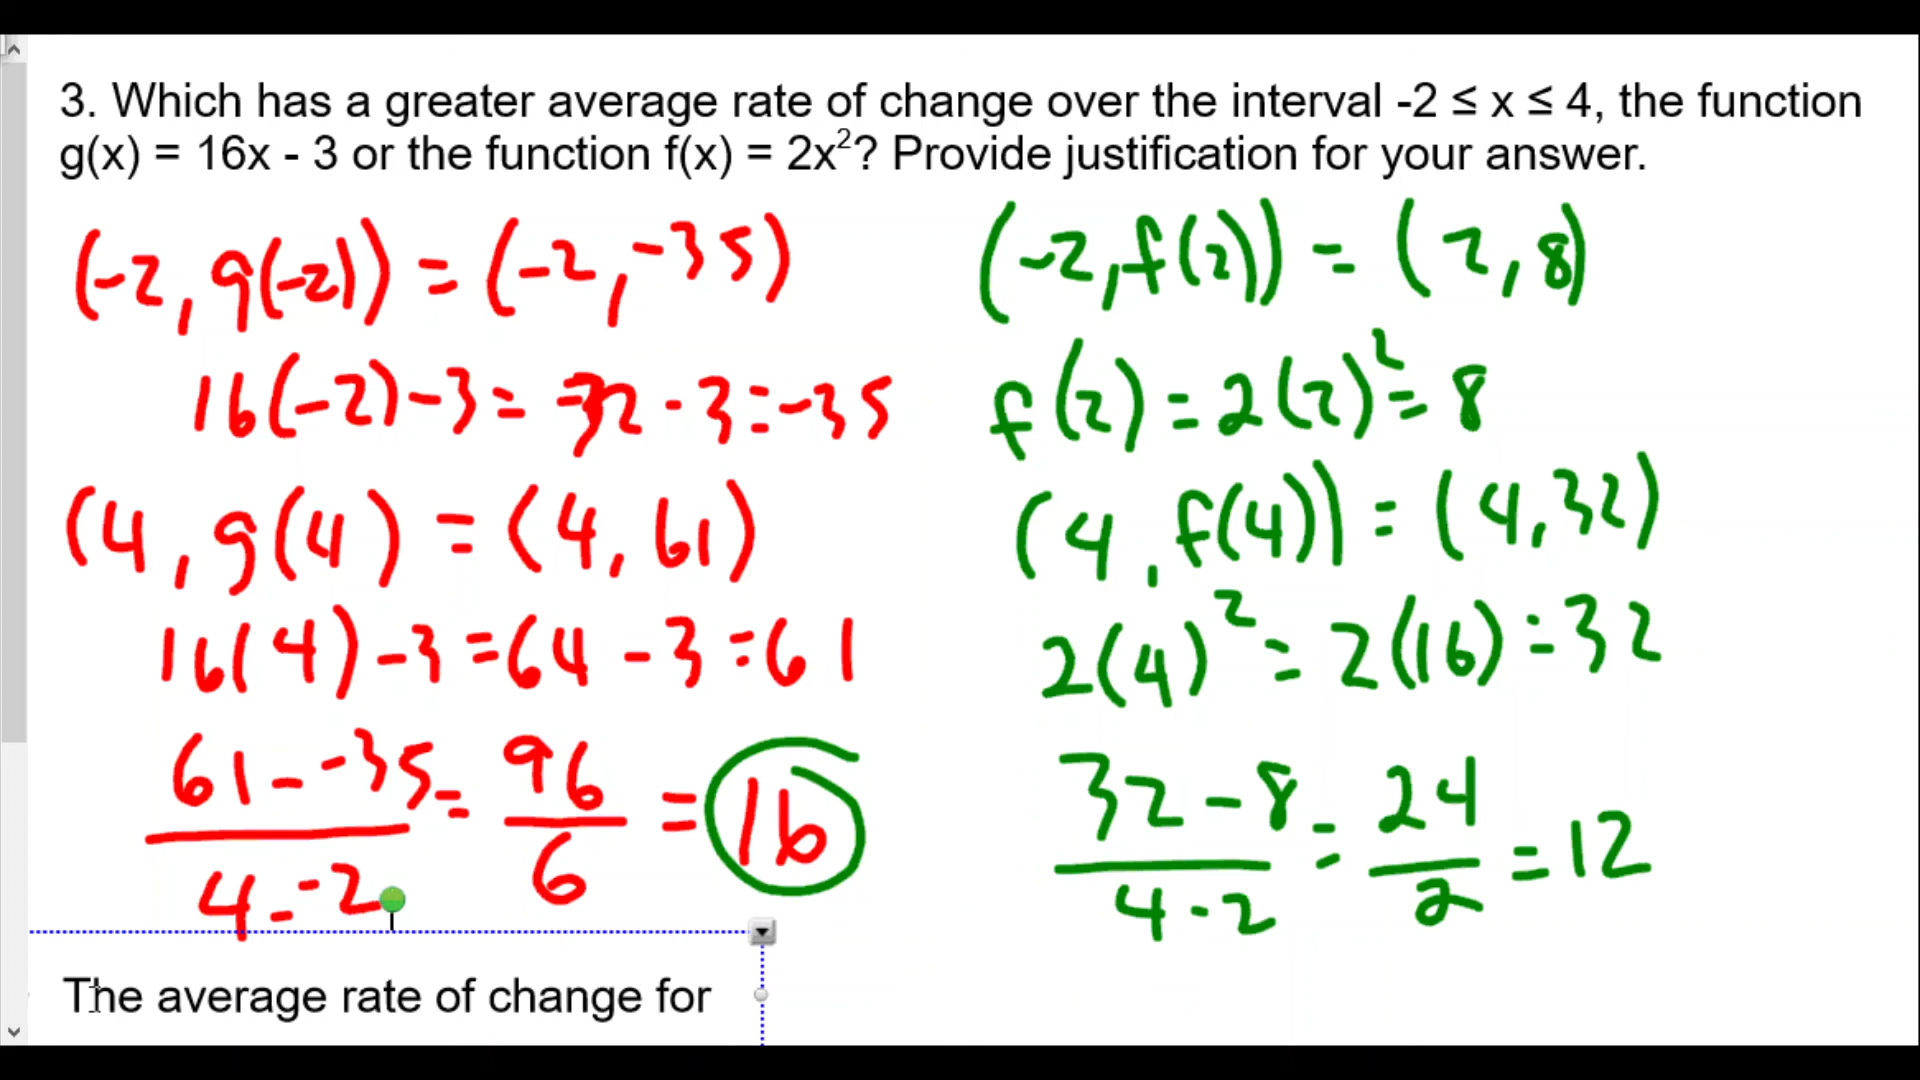 3. Which has a greater average rate of change over the interval -2 ≤ x ≤ 4, the function
g(x) = 16x - 3 or the function f(x) = 2x²? Provide justification for your answer.
(-2, g(-2)) = (-2, -35)
16(-2) - 3 = -32 - 3 = -35
(4, g(4) = (4, 61)
16(4) - 3 = 64 - 3 = 61
61 - -35 / 4 - -2 = 96 / 6 = 16
(-2, f(2)) = (2, 8)
f(2) = 2(2)² = 8
(4, f(4)) = (4, 32)
2(4)² = 2(16) = 32
32 - 8 / 4 - 2 = 24 / 2 = 12
The average rate of change for